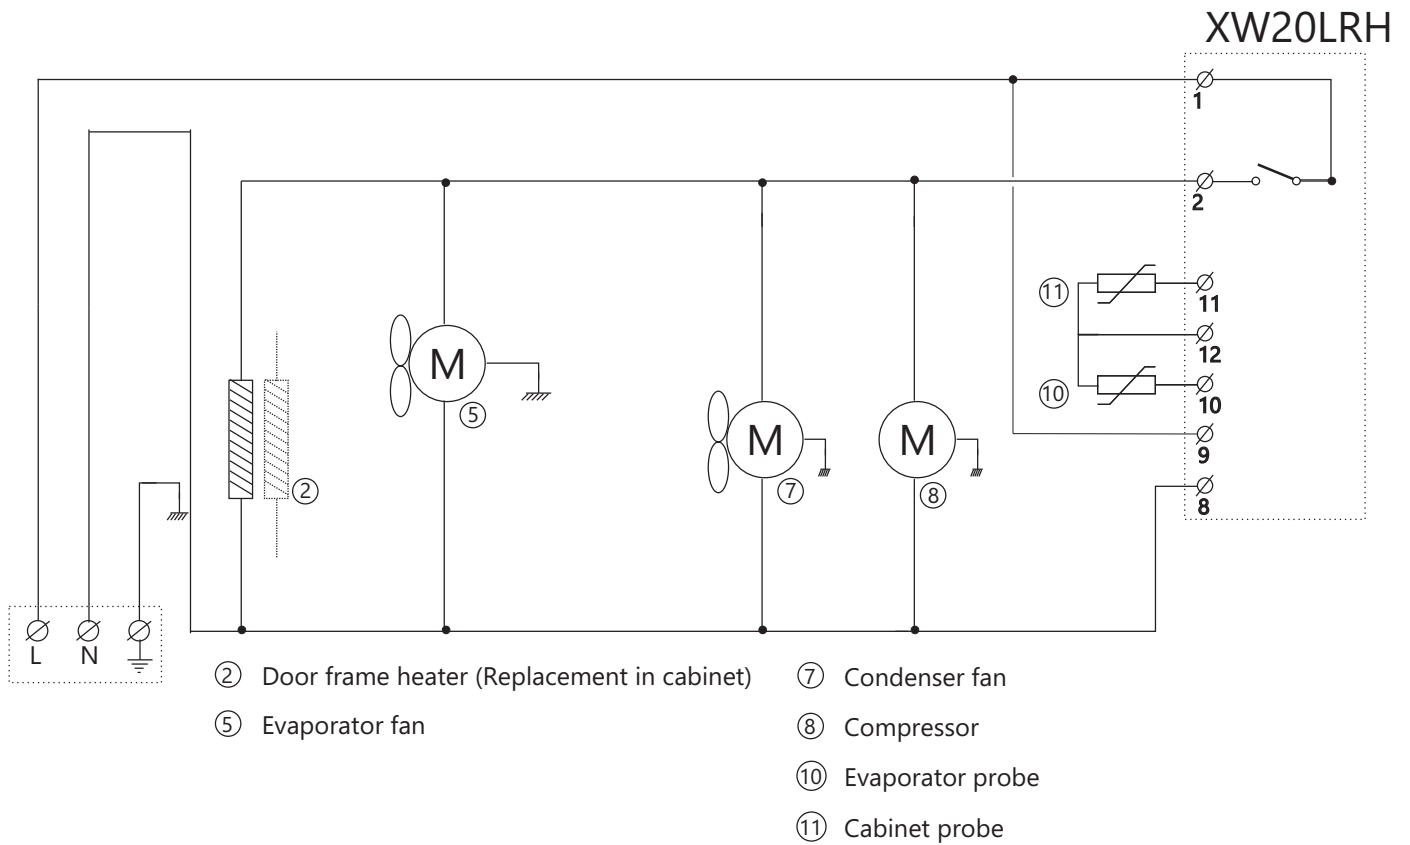 XW20LRH
1
2
11
11
12
10
10
9
8
M
5
M
7
M
8
2
L N
2 Door frame heater (Replacement in cabinet)
5 Evaporator fan
7 Condenser fan
8 Compressor
10 Evaporator probe
11 Cabinet probe